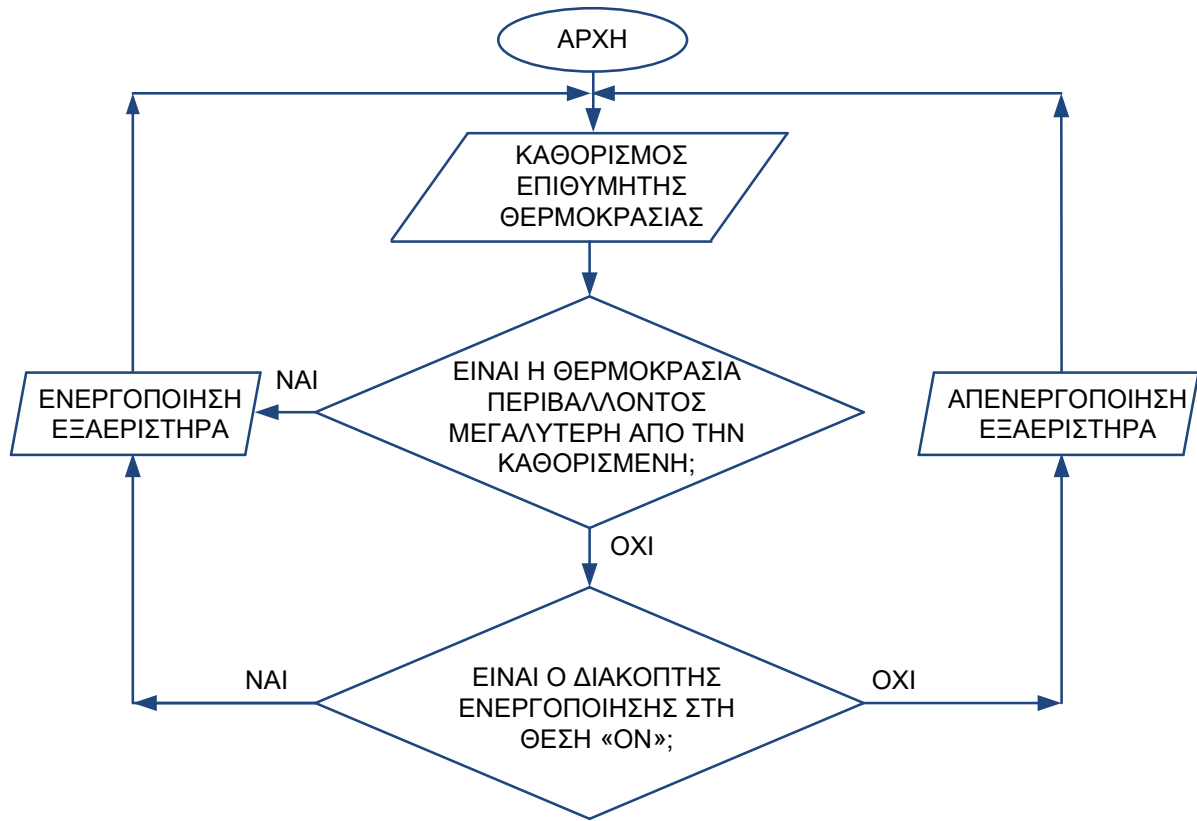 ΑΡΧΗ
ΚΑΘΟΡΙΣΜΟΣ
ΕΠΙΘΥΜΗΤΗΣ
ΘΕΡΜΟΚΡΑΣΙΑΣ
ΕΙΝΑΙ Η ΘΕΡΜΟΚΡΑΣΙΑ
ΠΕΡΙΒΑΛΛΟΝΤΟΣ
ΜΕΓΑΛΥΤΕΡΗ ΑΠΟ ΤΗΝ
ΚΑΘΟΡΙΣΜΕΝΗ;
ΝΑΙ
ΕΝΕΡΓΟΠΟΙΗΣΗ
ΕΞΑΕΡΙΣΤΗΡΑ
ΑΠΕΝΕΡΓΟΠΟΙΗΣΗ
ΕΞΑΕΡΙΣΤΗΡΑ
ΟΧΙ
ΕΙΝΑΙ Ο ΔΙΑΚΟΠΤΗΣ
ΕΝΕΡΓΟΠΟΙΗΣΗΣ ΣΤΗ
ΘΕΣΗ «ΟΝ»;
ΝΑΙ
ΟΧΙ